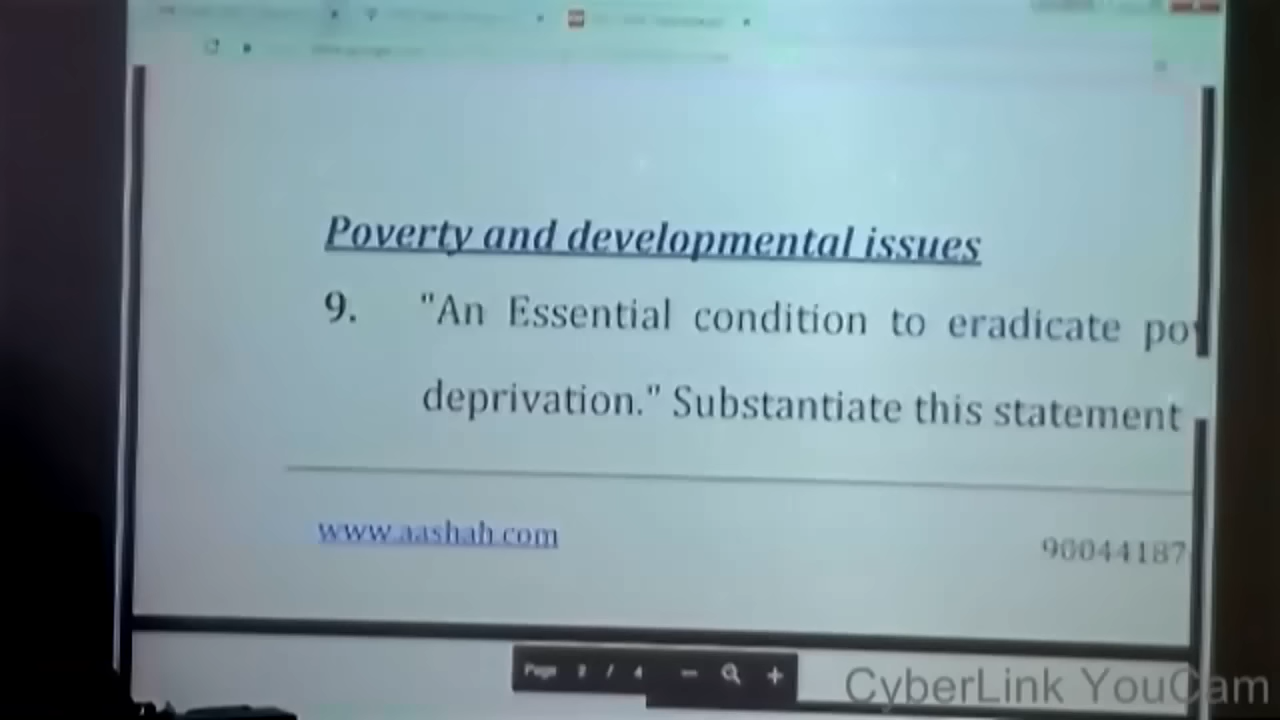 Poverty and developmental issues
9. "An Essential condition to eradicate pov
deprivation." Substantiate this statement
www.aashah.com
90044187
Page / 4
CyberLink YouCam